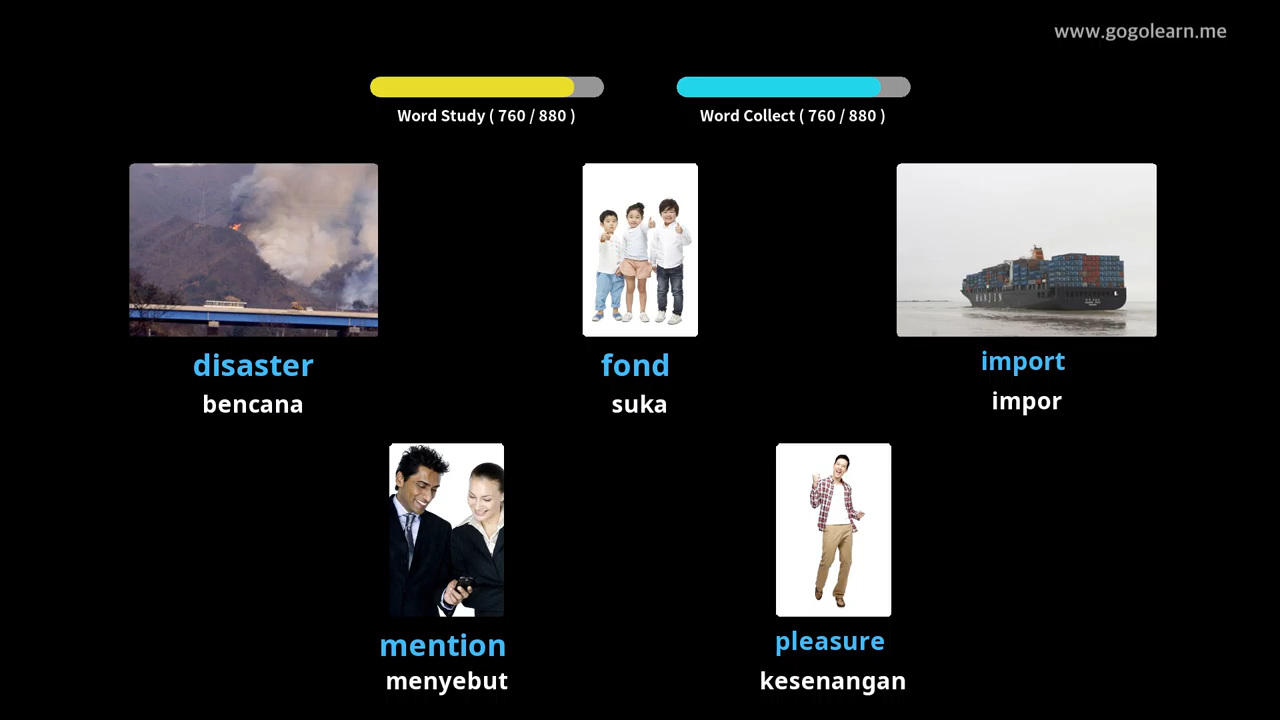 www.gogolearn.me
Word Study ( 760 / 880 )
Word Collect ( 760 / 880 )
disaster
bencana
fond
suka
import
impor
HANJIN
mention
menyebut
pleasure
kesenangan